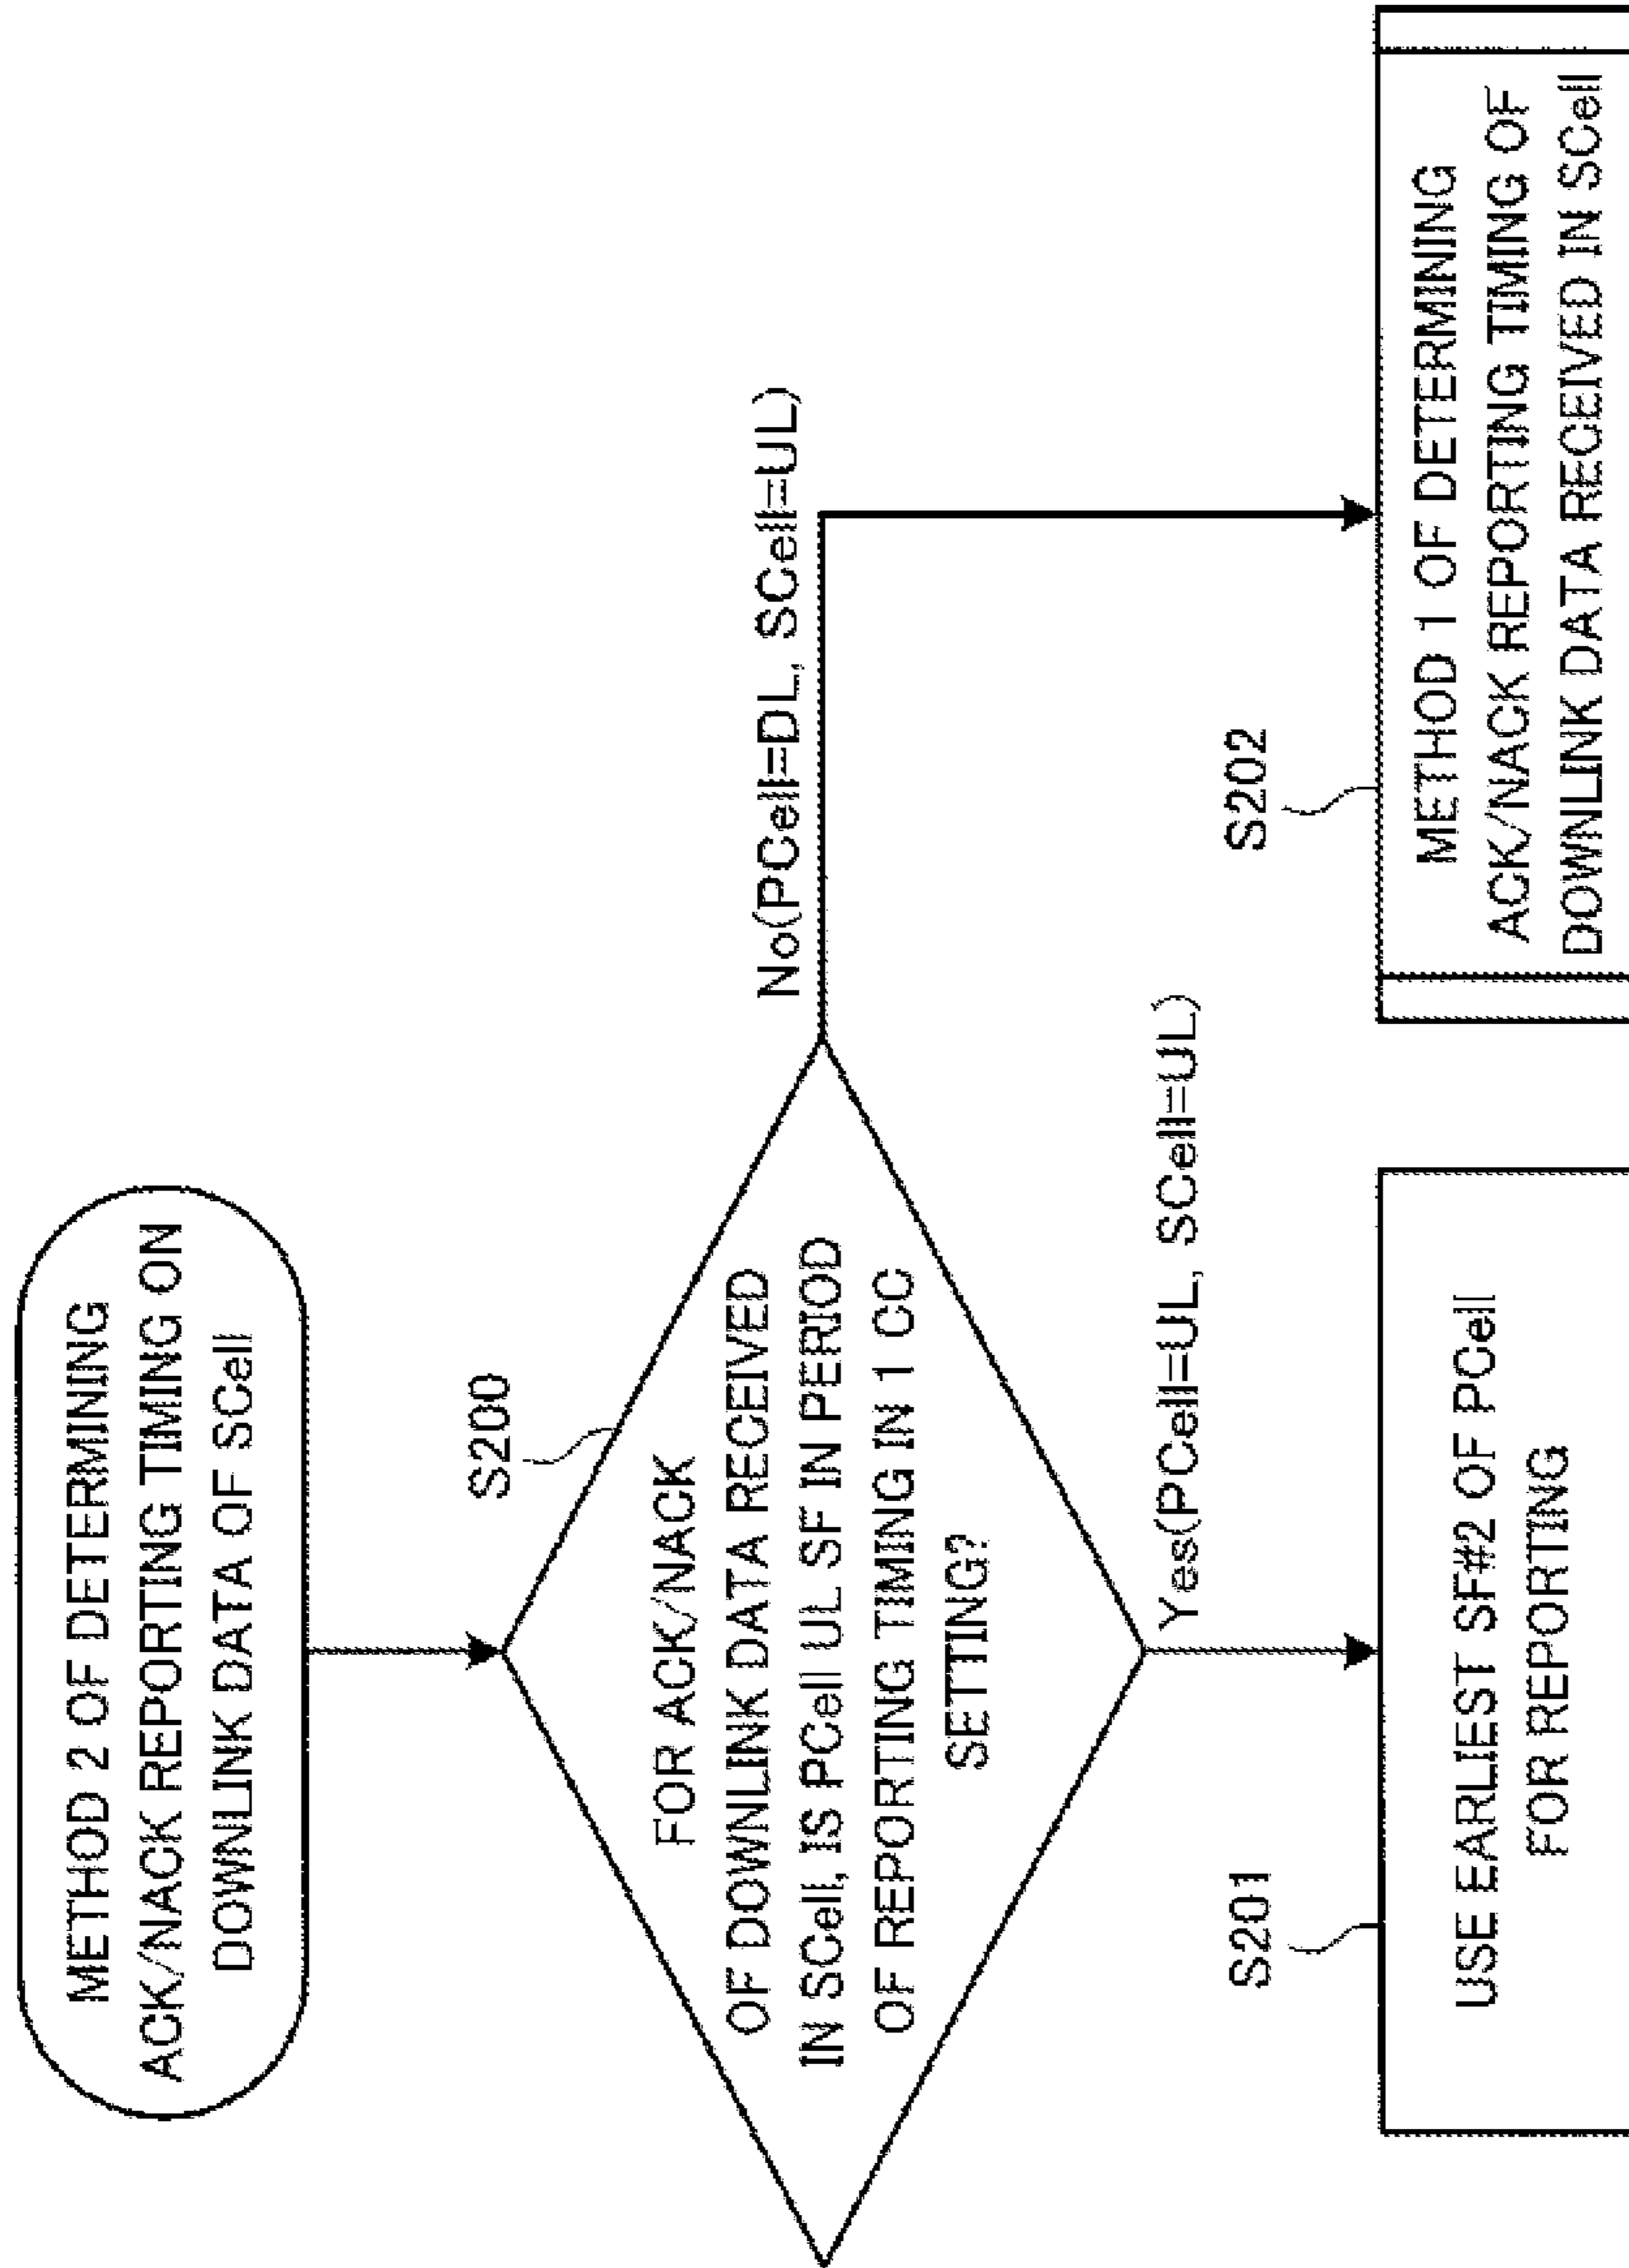 METHOD 2 OF DETERMINING
ACK/NACK REPORTING TIMING ON
DOWNLINK DATA OF SCell
S200
FOR ACK/NACK
OF DOWNLINK DATA RECEIVED
IN SCell, IS PCell UL SF IN PERIOD
OF REPORTING TIMING IN 1 CC
SETTING?
No(PCell=DL, SCell=UL)
Yes(PCell=UL, SCell=UL)
S201
USE EARLIEST SF#2 OF PCell
FOR REPORTING
S202
METHOD 1 OF DETERMINING
ACK/NACK REPORTING TIMING OF
DOWNLINK DATA RECEIVED IN SCell